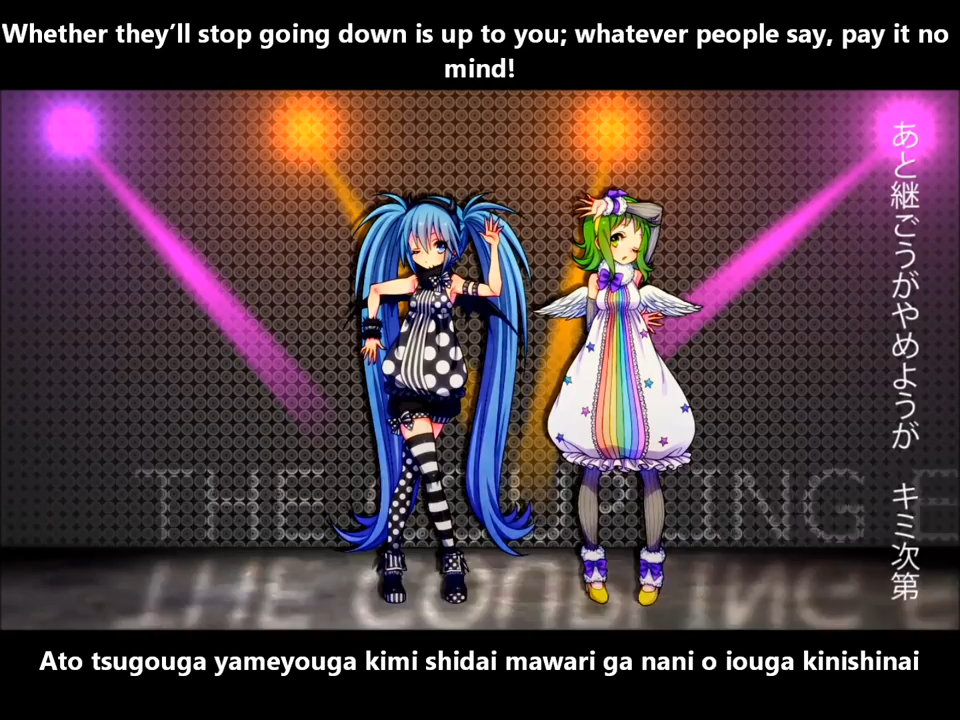 Whether they’ll stop going down is up to you; whatever people say, pay it no
mind!
あと継ごうがやめようが　キミ次第
THE COUPLING E
Ato tsugouga yameyouga kimi shidai mawari ga nani o iouga kinishinai